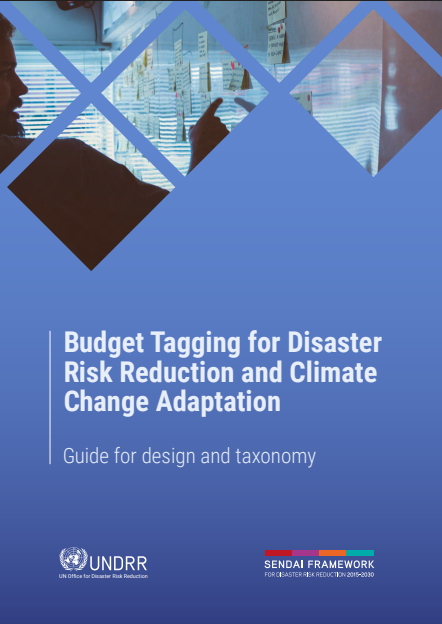 Budget Tagging for Disaster
Risk Reduction and Climate
Change Adaptation
Guide for design and taxonomy
UNDRR
UN Office for Disaster Risk Reduction
SENDAI FRAMEWORK
FOR DISASTER RISK REDUCTION 2015-2030